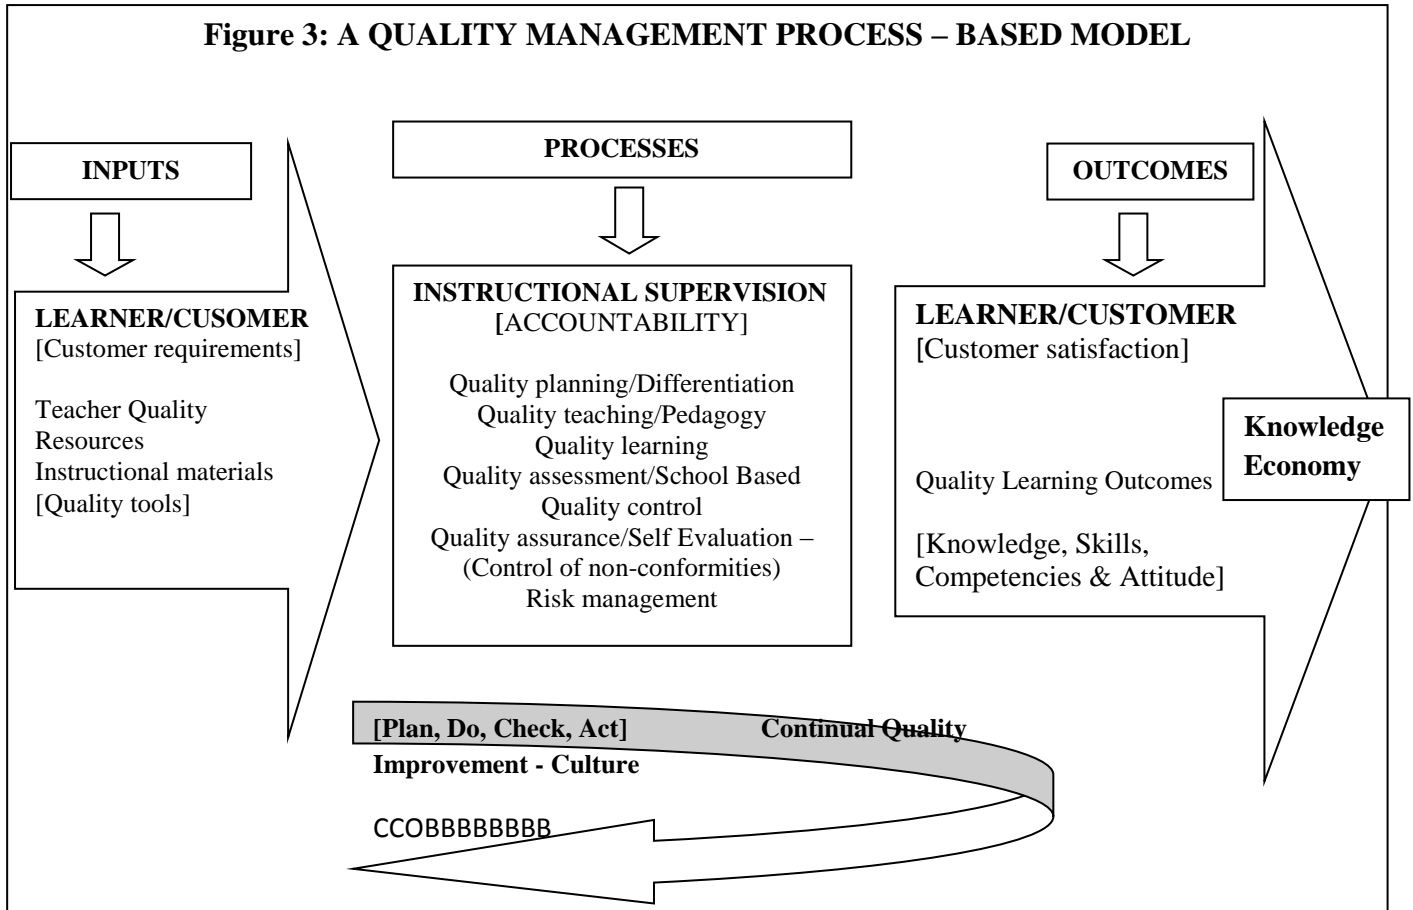 Figure 3: A QUALITY MANAGEMENT PROCESS – BASED MODEL
INPUTS
PROCESSES
OUTCOMES
LEARNER/CUSOMER
[Customer requirements]
Teacher Quality
Resources
Instructional materials
[Quality tools]
INSTRUCTIONAL SUPERVISION
[ACCOUNTABILITY]
Quality planning/Differentiation
Quality teaching/Pedagogy
Quality learning
Quality assessment/School Based
Quality control
Quality assurance/Self Evaluation –
(Control of non-conformities)
Risk management
LEARNER/CUSTOMER
[Customer satisfaction]
Quality Learning Outcomes
[Knowledge, Skills,
Competencies & Attitude]
Knowledge
Economy
[Plan, Do, Check, Act] Continual Quality
Improvement - Culture
CCOBBBBBBBB